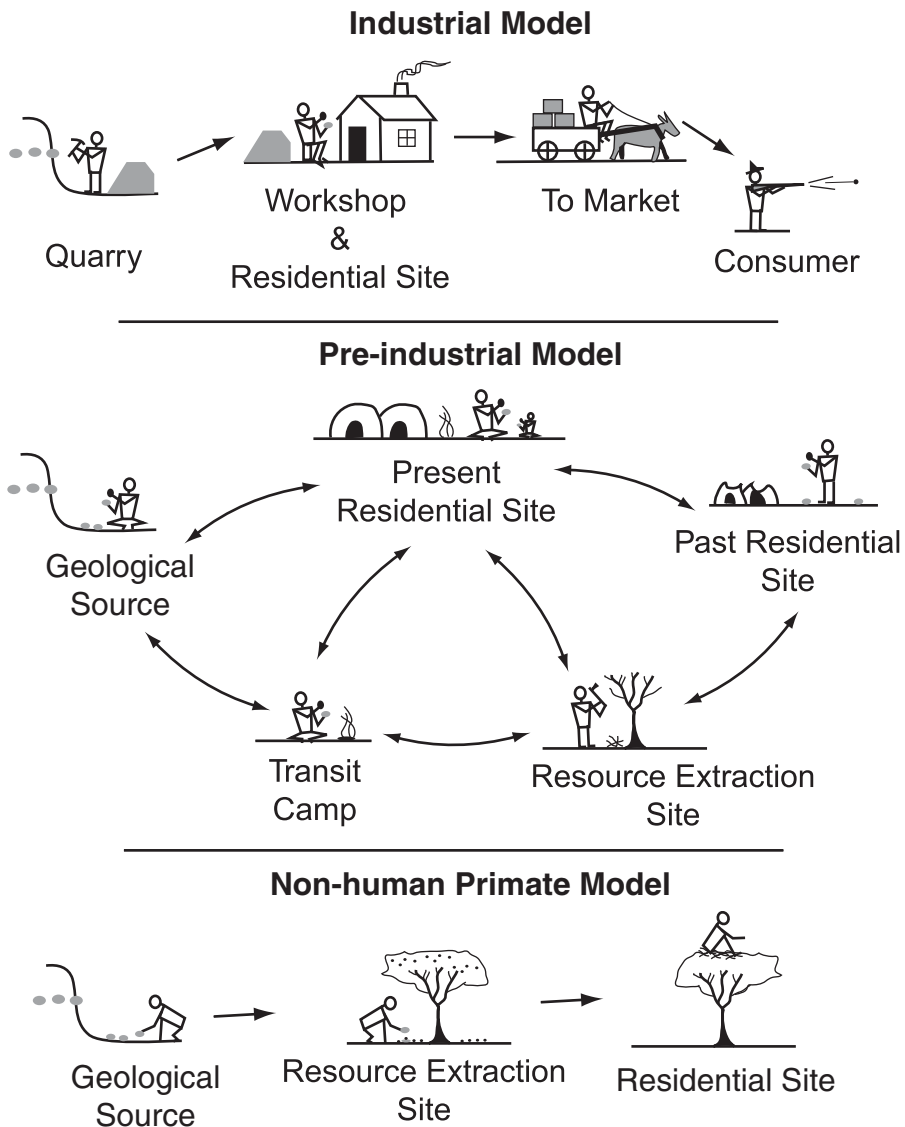 Industrial Model
Quarry
Workshop
&
Residential Site
To Market
Consumer
Pre-industrial Model
Present
Residential Site
Past Residential
Site
Geological
Source
Transit
Camp
Resource Extraction
Site
Non-human Primate Model
Geological
Source
Resource Extraction
Site
Residential Site